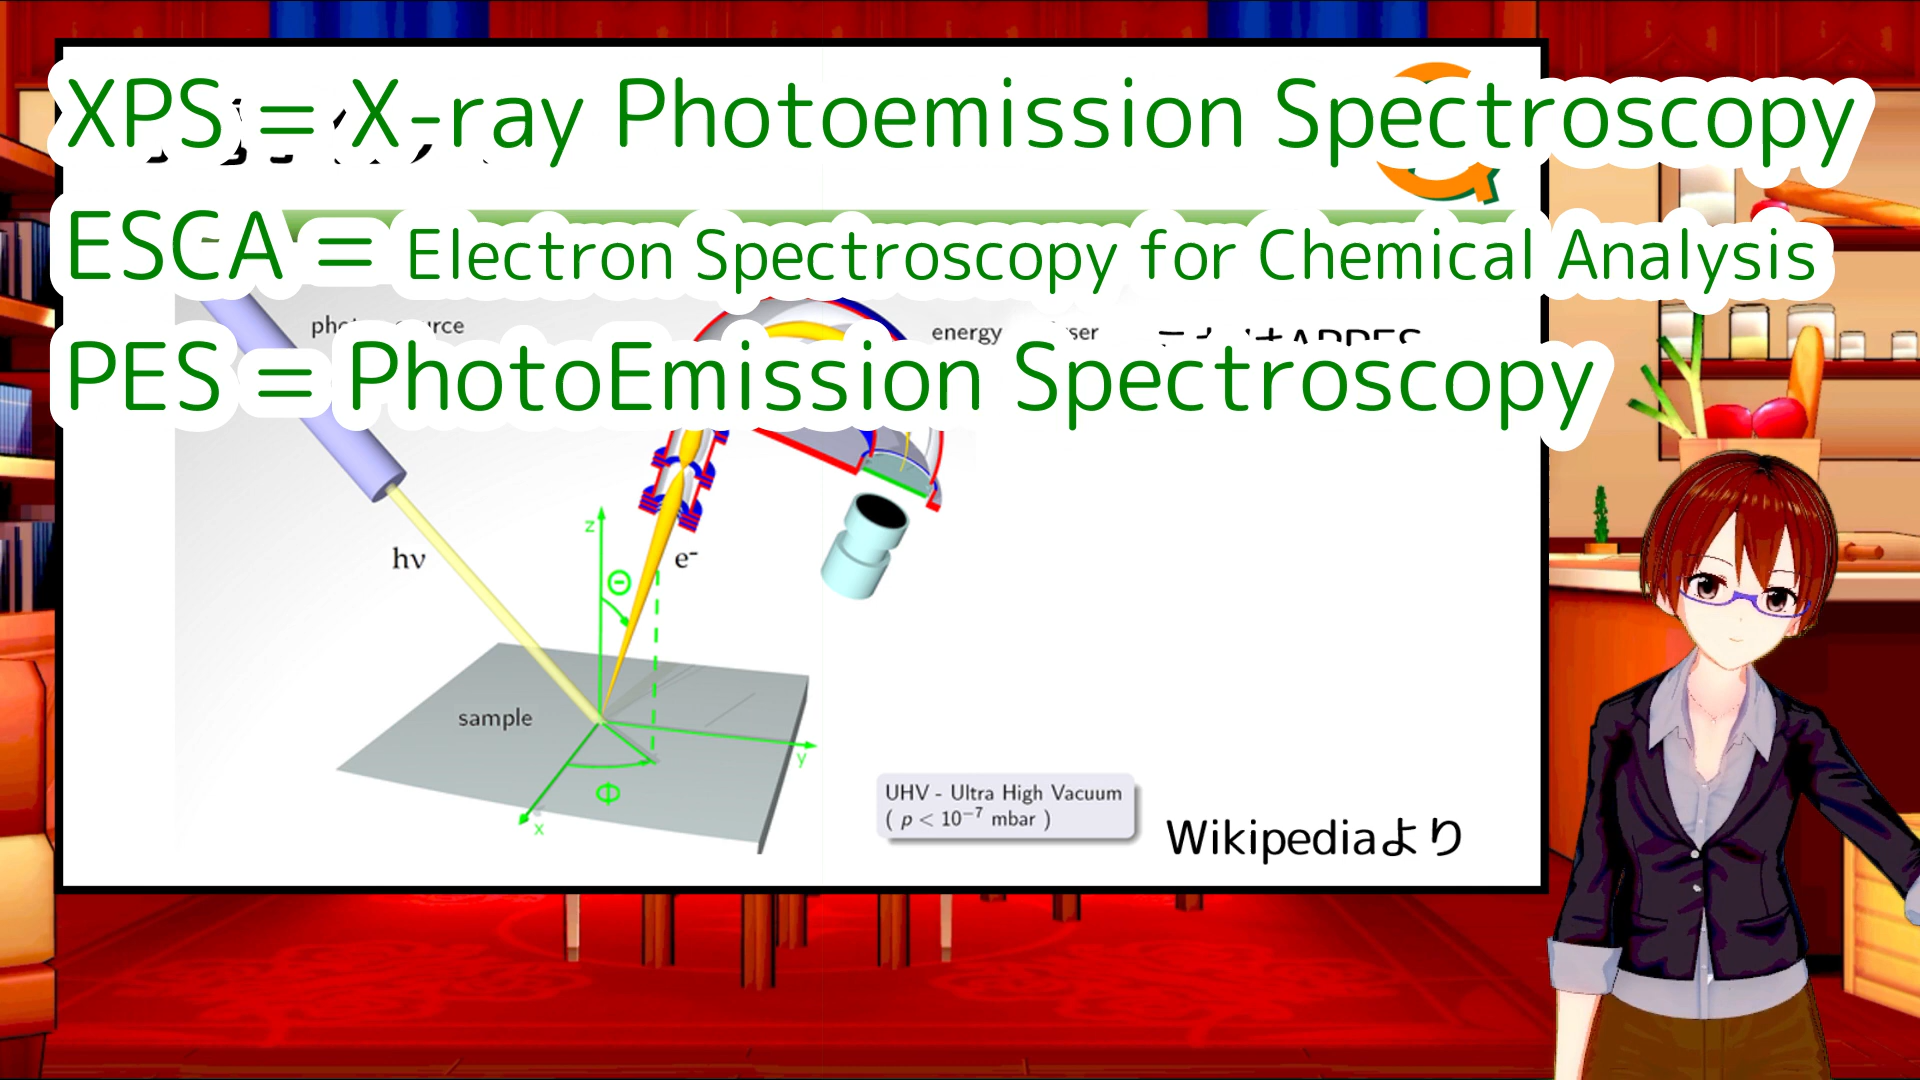 XPS = X-ray Photoemission Spectroscopy
ESCA = Electron Spectroscopy for Chemical Analysis
energy
PES = PhotoEmission Spectroscopy
hν
z
e⁻
Θ
sample
y
Φ
x
UHV - Ultra High Vacuum
( p < 10⁻⁷ mbar )
Wikipediaより